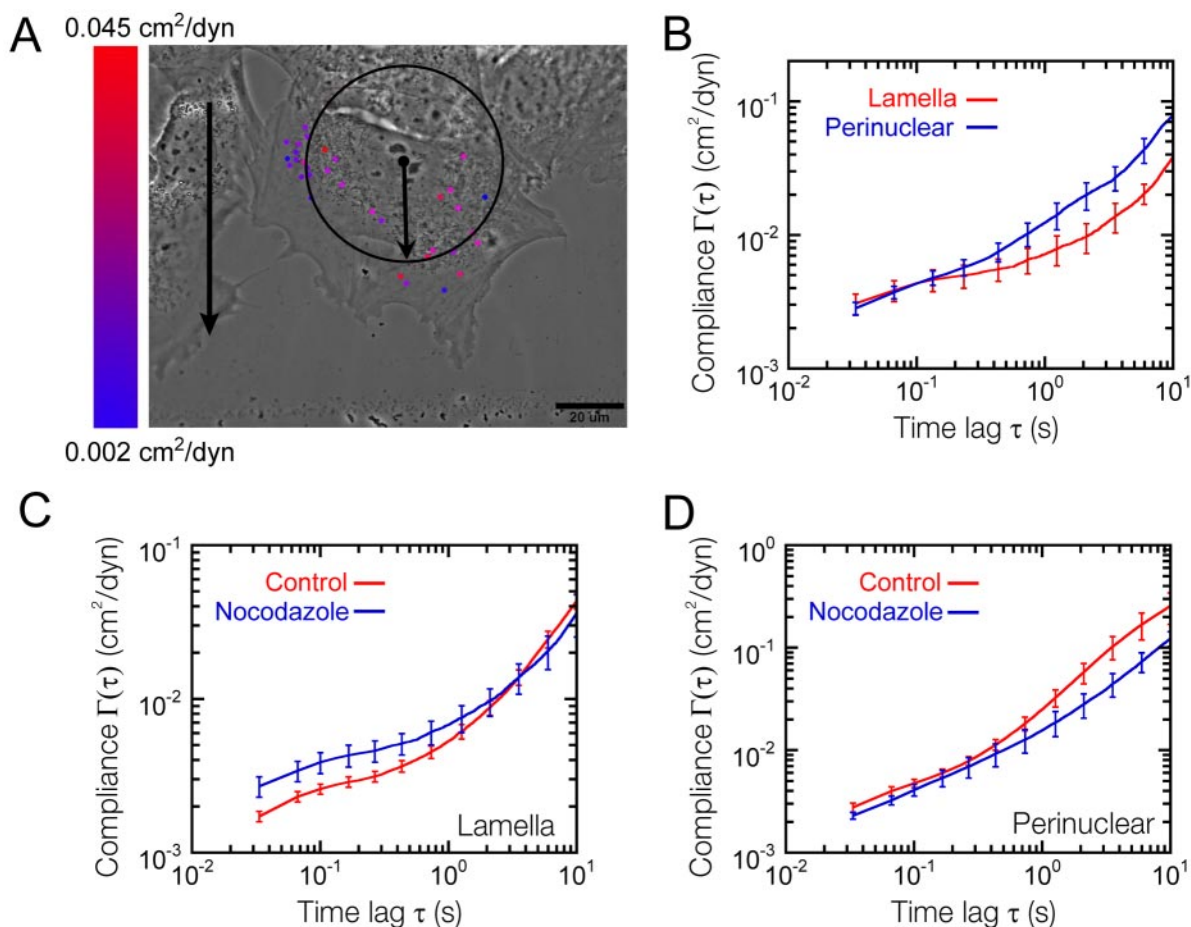 A
0.045 cm²/dyn
0.002 cm²/dyn
20 um
B
Compliance Γ(τ) (cm²/dyn)
10⁻¹
10⁻²
10⁻³
Lamella
Perinuclear
10⁻² 10⁻¹ 10⁰ 10¹
Time lag τ (s)
C
Compliance Γ(τ) (cm²/dyn)
10⁻¹
10⁻²
10⁻³
Control
Nocodazole
Lamella
10⁻² 10⁻¹ 10⁰ 10¹
Time lag τ (s)
D
Compliance Γ(τ) (cm²/dyn)
10⁰
10⁻¹
10⁻²
10⁻³
Control
Nocodazole
Perinuclear
10⁻² 10⁻¹ 10⁰ 10¹
Time lag τ (s)